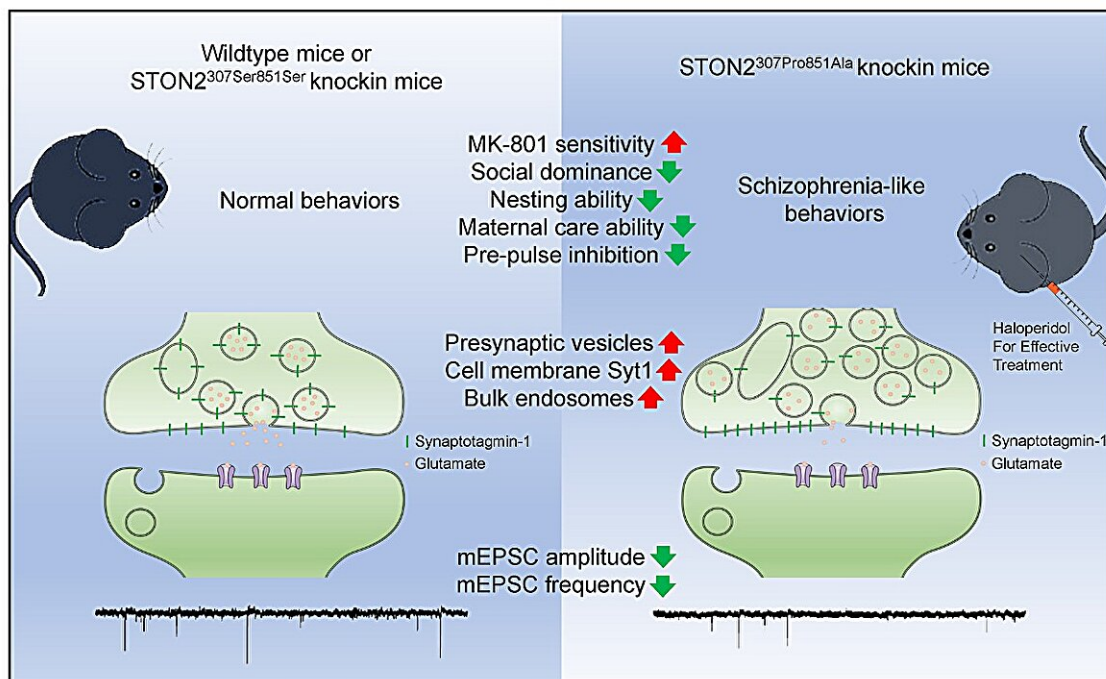 Wildtype mice or
STON2307Ser851Ser knockin mice
STON2307Pro851Ala knockin mice
Normal behaviors
MK-801 sensitivity
Social dominance
Nesting ability
Maternal care ability
Pre-pulse inhibition
Schizophrenia-like
behaviors
Haloperidol
For Effective
Treatment
Presynaptic vesicles
Cell membrane Syt1
Bulk endosomes
Synaptotagmin-1
Glutamate
Synaptotagmin-1
Glutamate
mEPSC amplitude
mEPSC frequency